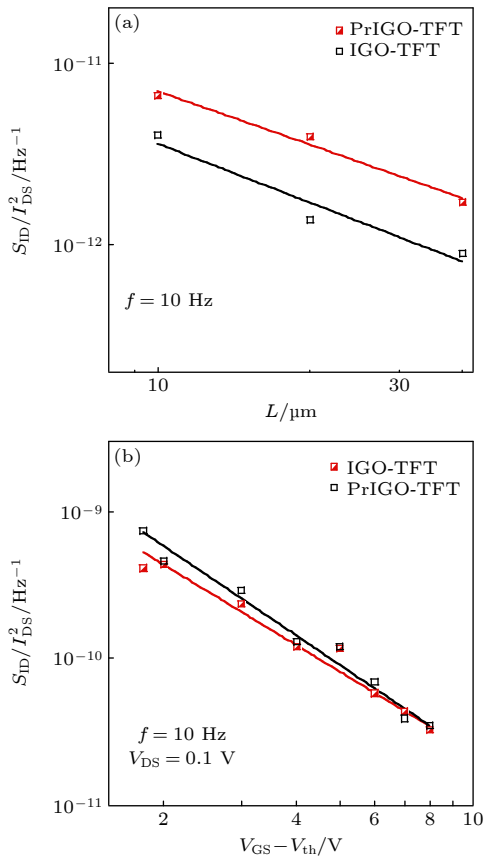 (a)
PrIGO-TFT
IGO-TFT
10⁻¹¹
10⁻¹²
S_ID/I²_DS/Hz⁻¹
f = 10 Hz
10
30
L/µm
(b)
IGO-TFT
PrIGO-TFT
10⁻⁹
10⁻¹⁰
10⁻¹¹
S_ID/I²_DS/Hz⁻¹
f = 10 Hz
V_DS = 0.1 V
2
4
6
8
10
V_GS−V_th/V